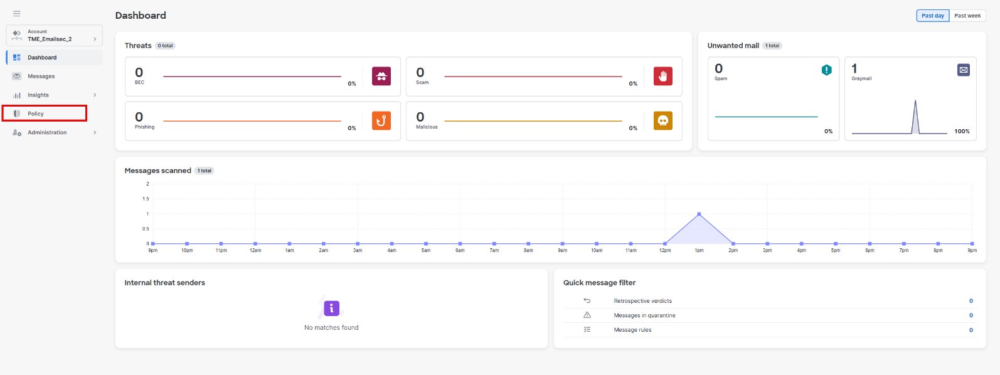 Dashboard
Past day
Past week
Account
TME_Emailsec_2
Dashboard
Messages
Insights
Policy
Administration
Threats
0 total
0
BEC
0%
0
Scam
0%
0
Phishing
0%
0
Malicious
0%
Unwanted mail
1 total
0
Spam
0%
1
Graymail
100%
Messages scanned
1 total
2
1.5
1
0.5
0
9pm 10pm 11pm 12am 1am 2am 3am 4am 5am 6am 7am 8am 9am 10am 11am 12pm 1pm 2pm 3pm 4pm 5pm 6pm 7pm 8pm 9pm
Internal threat senders
No matches found
Quick message filter
Retrospective verdicts 0
Messages in quarantine 0
Message rules 0